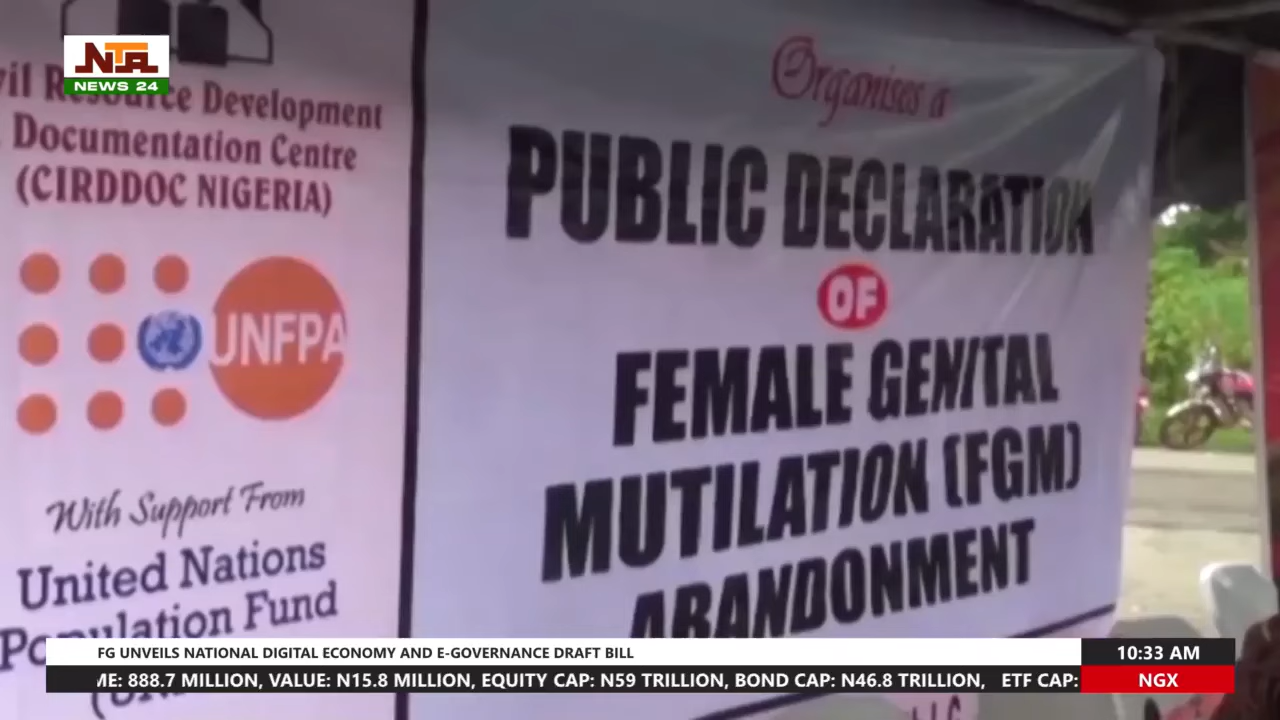 NTA
NEWS 24
Resource Development
Documentation Centre
(CIRDDOC NIGERIA)
UNFPA
With Support From
United Nations
Population Fund
Organises a
PUBLIC DECLARATION
OF
FEMALE GENITAL
MUTILATION (FGM)
ABANDONMENT
FG UNVEILS NATIONAL DIGITAL ECONOMY AND E-GOVERNANCE DRAFT BILL
10:33 AM
888.7 MILLION, VALUE: N15.8 MILLION, EQUITY CAP: N59 TRILLION, BOND CAP: N46.8 TRILLION, ETF CAP:
NGX